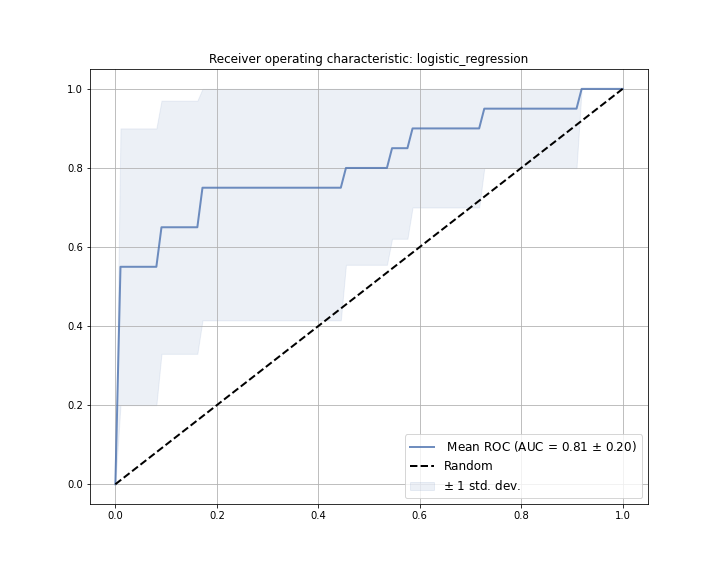 Receiver operating characteristic: logistic_regression
1.0
0.8
0.6
0.4
0.2
0.0
Mean ROC (AUC = 0.81 ± 0.20)
Random
± 1 std. dev.
0.0 0.2 0.4 0.6 0.8 1.0